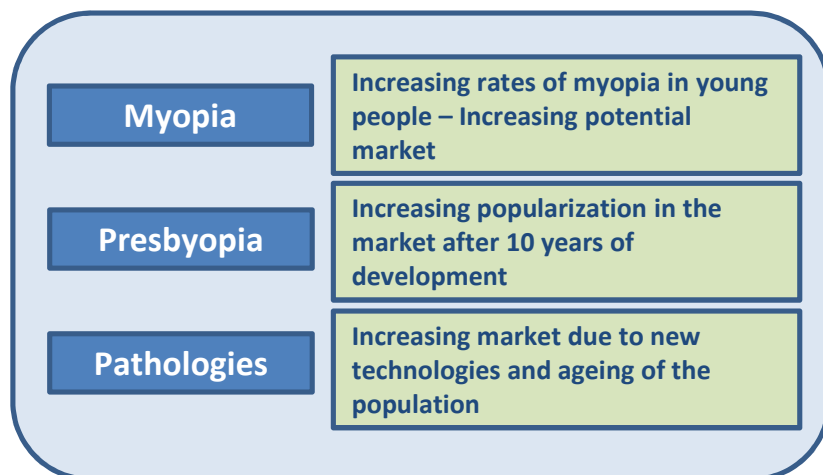 Myopia
Increasing rates of myopia in young
people – Increasing potential
market
Presbyopia
Increasing popularization in the
market after 10 years of
development
Pathologies
Increasing market due to new
technologies and ageing of the
population